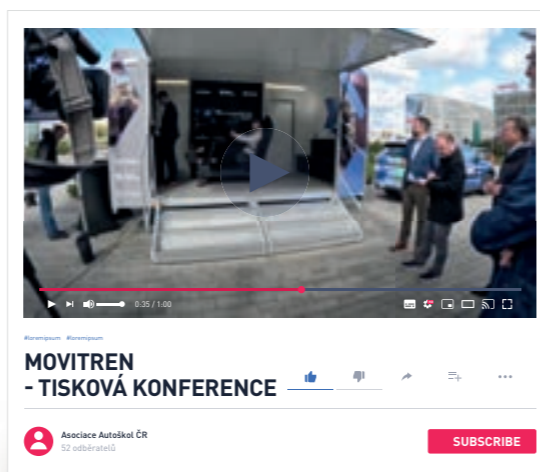 0:35 / 1:00
#loremipsum #loremipsum
MOVITREN
- TISKOVÁ KONFERENCE
Asociace Autoškol ČR
52 odběratelů
SUBSCRIBE